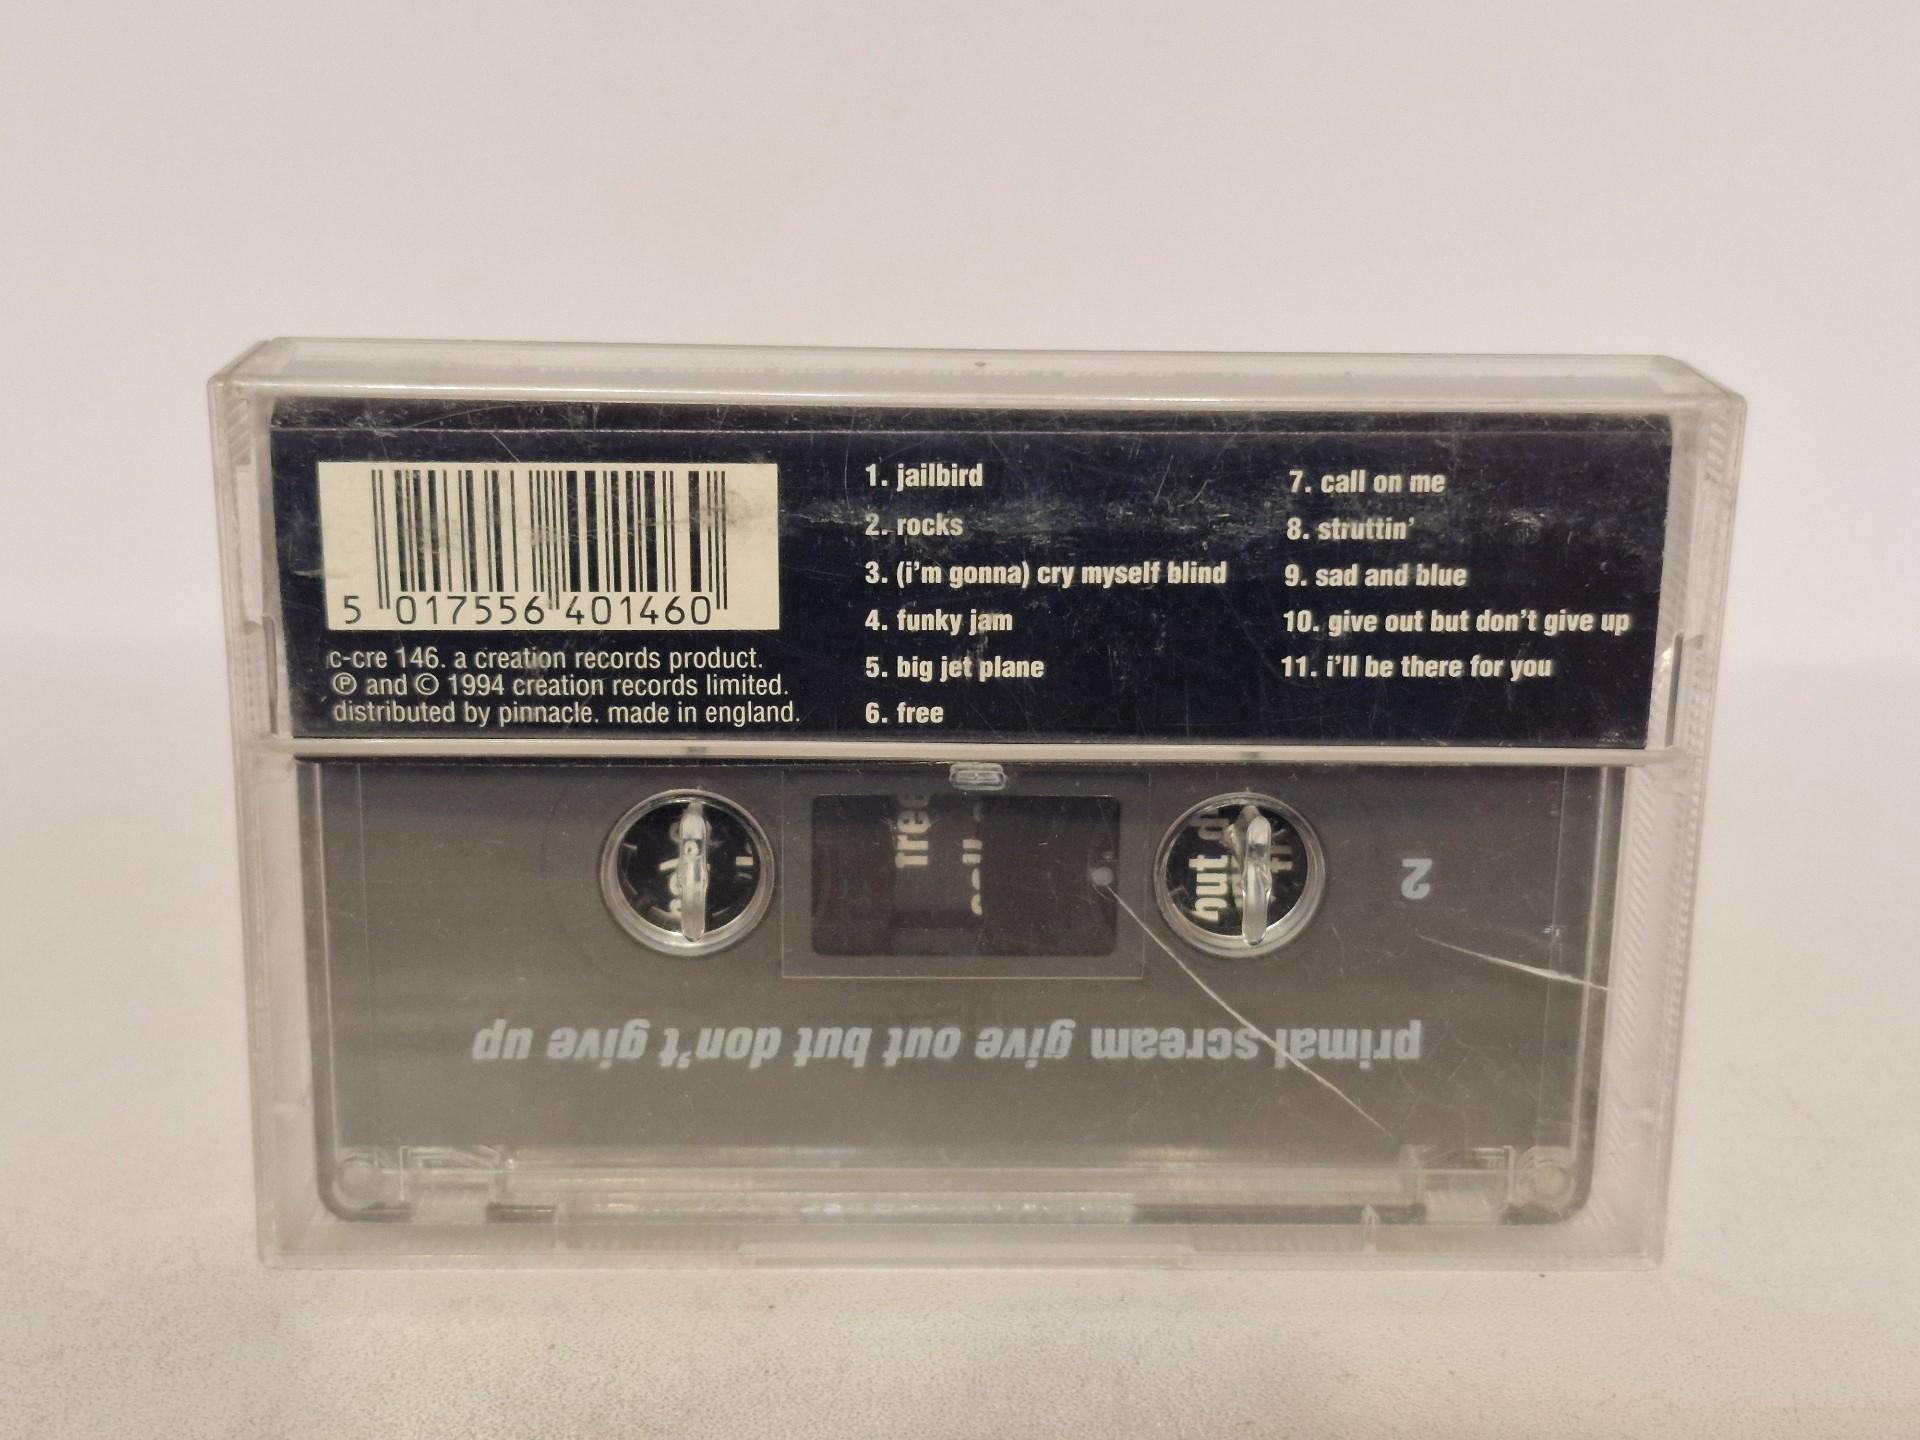 1. jailbird
2. rocks
3. (i'm gonna) cry myself blind
4. funky jam
5. big jet plane
6. free
7. call on me
8. struttin'
9. sad and blue
10. give out but don't give up
11. i'll be there for you
5 017556 401460
c-cre 146. a creation records product.
℗ and © 1994 creation records limited.
distributed by pinnacle. made in england.
free
out
2
primal scream give out but don't give up